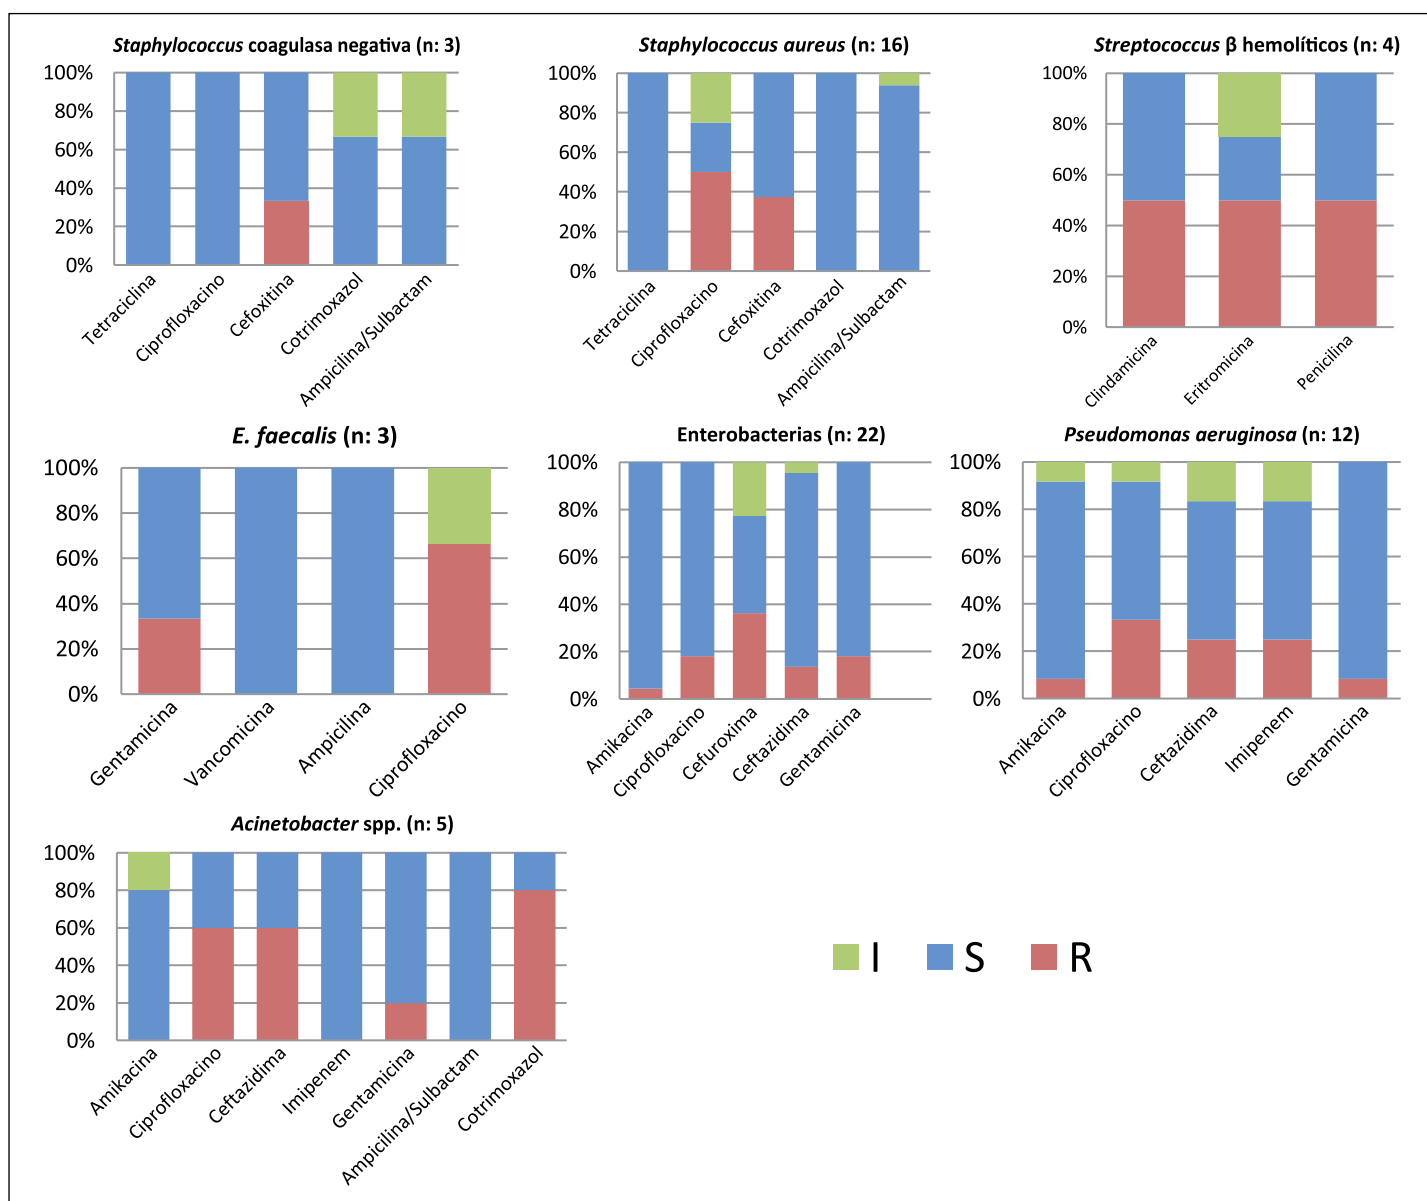 Staphylococcus coagulasa negativa (n: 3)
100%
80%
60%
40%
20%
0%
Tetraciclina
Ciprofloxacino
Cefoxitina
Cotrimoxazol
Ampicilina/Sulbactam
Staphylococcus aureus (n: 16)
100%
80%
60%
40%
20%
0%
Tetraciclina
Ciprofloxacino
Cefoxitina
Cotrimoxazol
Ampicilina/Sulbactam
Streptococcus β hemolíticos (n: 4)
100%
80%
60%
40%
20%
0%
Clindamicina
Eritromicina
Penicilina
E. faecalis (n: 3)
100%
80%
60%
40%
20%
0%
Gentamicina
Vancomicina
Ampicilina
Ciprofloxacino
Enterobacterias (n: 22)
100%
80%
60%
40%
20%
0%
Amikacina
Ciprofloxacino
Cefuroxima
Ceftazidima
Gentamicina
Pseudomonas aeruginosa (n: 12)
100%
80%
60%
40%
20%
0%
Amikacina
Ciprofloxacino
Ceftazidima
Imipenem
Gentamicina
Acinetobacter spp. (n: 5)
100%
80%
60%
40%
20%
0%
Amikacina
Ciprofloxacino
Ceftazidima
Imipenem
Gentamicina
Ampicilina/Sulbactam
Cotrimoxazol
I S R